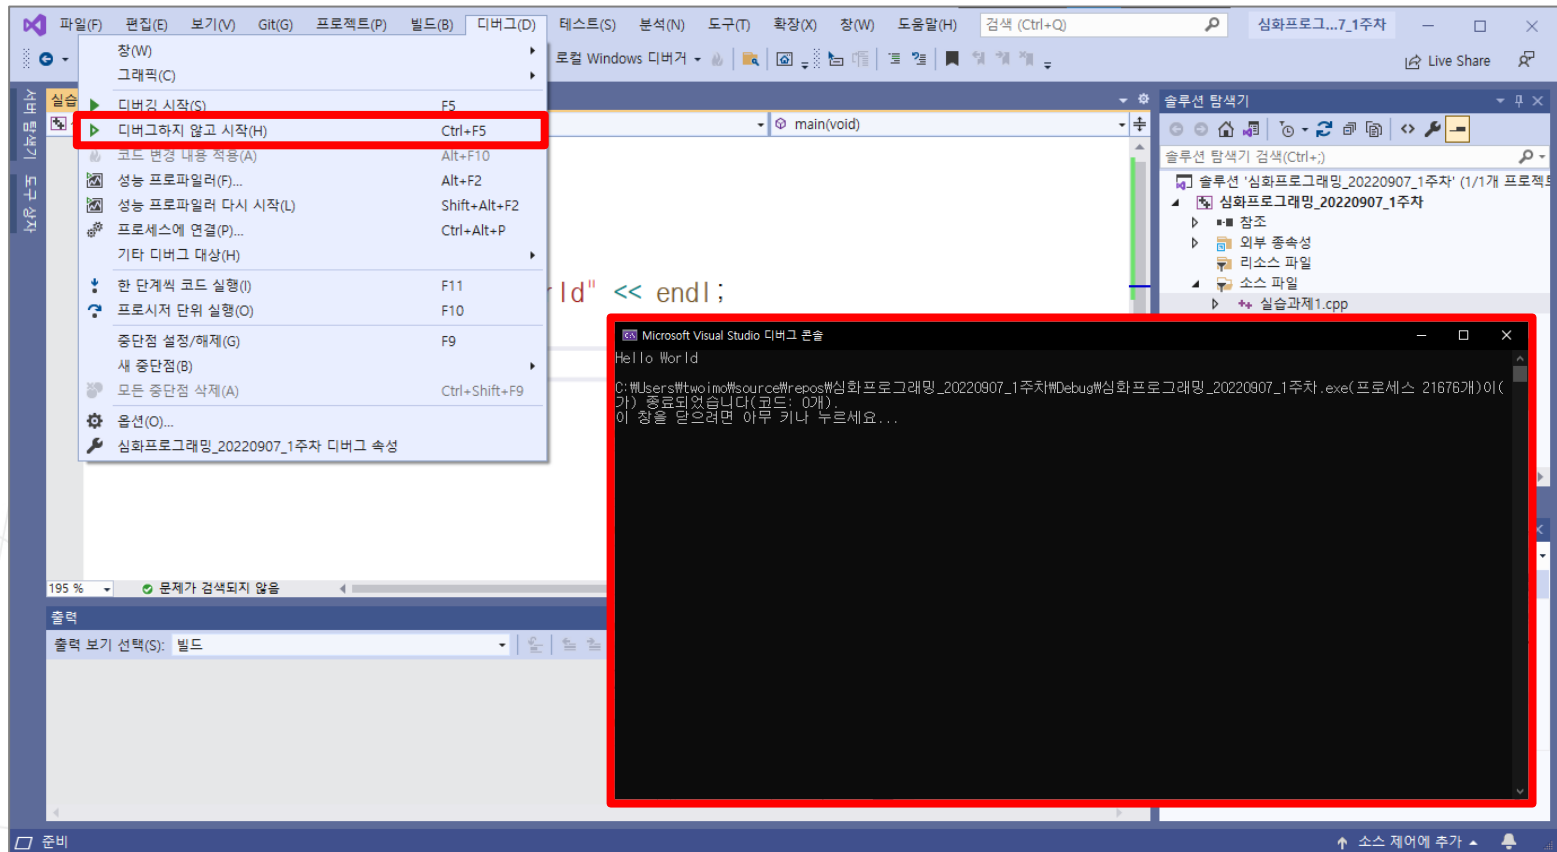 파일(F) 편집(E) 보기(V) Git(G) 프로젝트(P) 빌드(B) 디버그(D) 테스트(S) 분석(N) 도구(T) 확장(X) 창(W) 도움말(H) 검색 (Ctrl+Q) 심화프로그...7_1주차
로컬 Windows 디버거 Live Share
창(W)
그래픽(C)
디버깅 시작(S) F5
디버그하지 않고 시작(H) Ctrl+F5
코드 변경 내용 적용(A) Alt+F10
성능 프로파일러(F)... Alt+F2
성능 프로파일러 다시 시작(L) Shift+Alt+F2
프로세스에 연결(P)... Ctrl+Alt+P
기타 디버그 대상(H)
한 단계씩 코드 실행(I) F11
프로시저 단위 실행(O) F10
중단점 설정/해제(G) F9
새 중단점(B)
모든 중단점 삭제(A) Ctrl+Shift+F9
옵션(O)...
심화프로그래밍_20220907_1주차 디버그 속성
서버 탐색기
도구 상자
실습
main(void)
rld" << endl;
솔루션 탐색기
솔루션 탐색기 검색(Ctrl+;)
솔루션 '심화프로그래밍_20220907_1주차' (1/1개 프로젝트
심화프로그래밍_20220907_1주차
참조
외부 종속성
리소스 파일
소스 파일
실습과제1.cpp
Microsoft Visual Studio 디버그 콘솔
Hello World
C:₩Users₩twoimo₩source₩repos₩심화프로그래밍_20220907_1주차₩Debug₩심화프로그래밍_20220907_1주차.exe(프로세스 21676개)이(
가) 종료되었습니다(코드: 0개).
이 창을 닫으려면 아무 키나 누르세요...
195 % 문제가 검색되지 않음
출력
출력 보기 선택(S): 빌드
준비 소스 제어에 추가